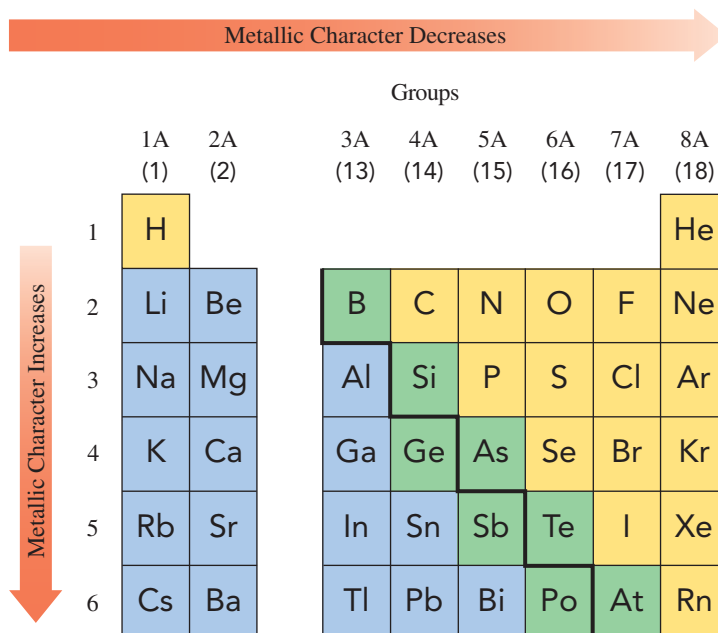 Metallic Character Decreases
Groups
1A 2A 3A 4A 5A 6A 7A 8A
(1) (2) (13) (14) (15) (16) (17) (18)
Metallic Character Increases
1 H He
2 Li Be B C N O F Ne
3 Na Mg Al Si P S Cl Ar
4 K Ca Ga Ge As Se Br Kr
5 Rb Sr In Sn Sb Te I Xe
6 Cs Ba Tl Pb Bi Po At Rn